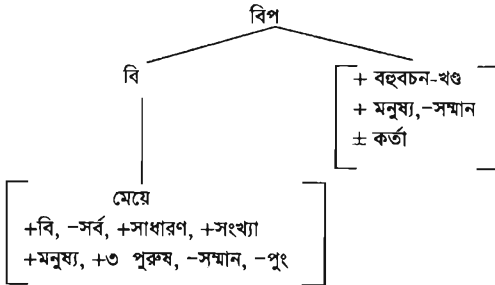 বিপ
বি
+ বহুবচন-খণ্ড
+ মনুষ্য,-সম্মান
± কর্তা
মেয়ে
+বি, -সর্ব, +সাধারণ, +সংখ্যা
+মনুষ্য, +৩ পুরুষ, -সম্মান, -পুং